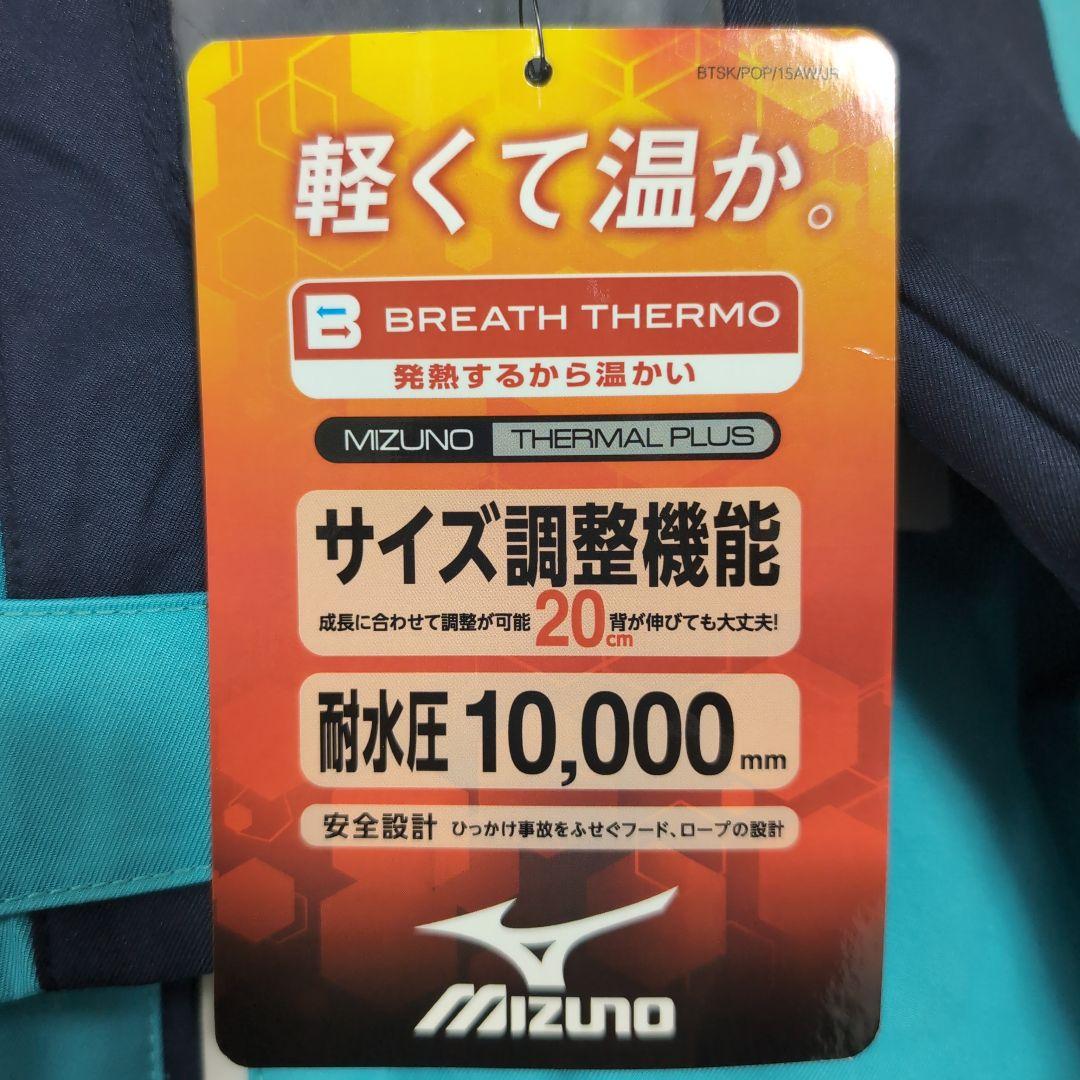 BTSK/POP/15AW/JR
軽くて温か。
B BREATH THERMO
発熱するから温かい
MIZUNO THERMAL PLUS
サイズ調整機能
成長に合わせて調整が可能 20cm 背が伸びても大丈夫!
耐水圧 10,000 mm
安全設計 ひっかけ事故をふせぐフード、ロープの設計
MIZUNO